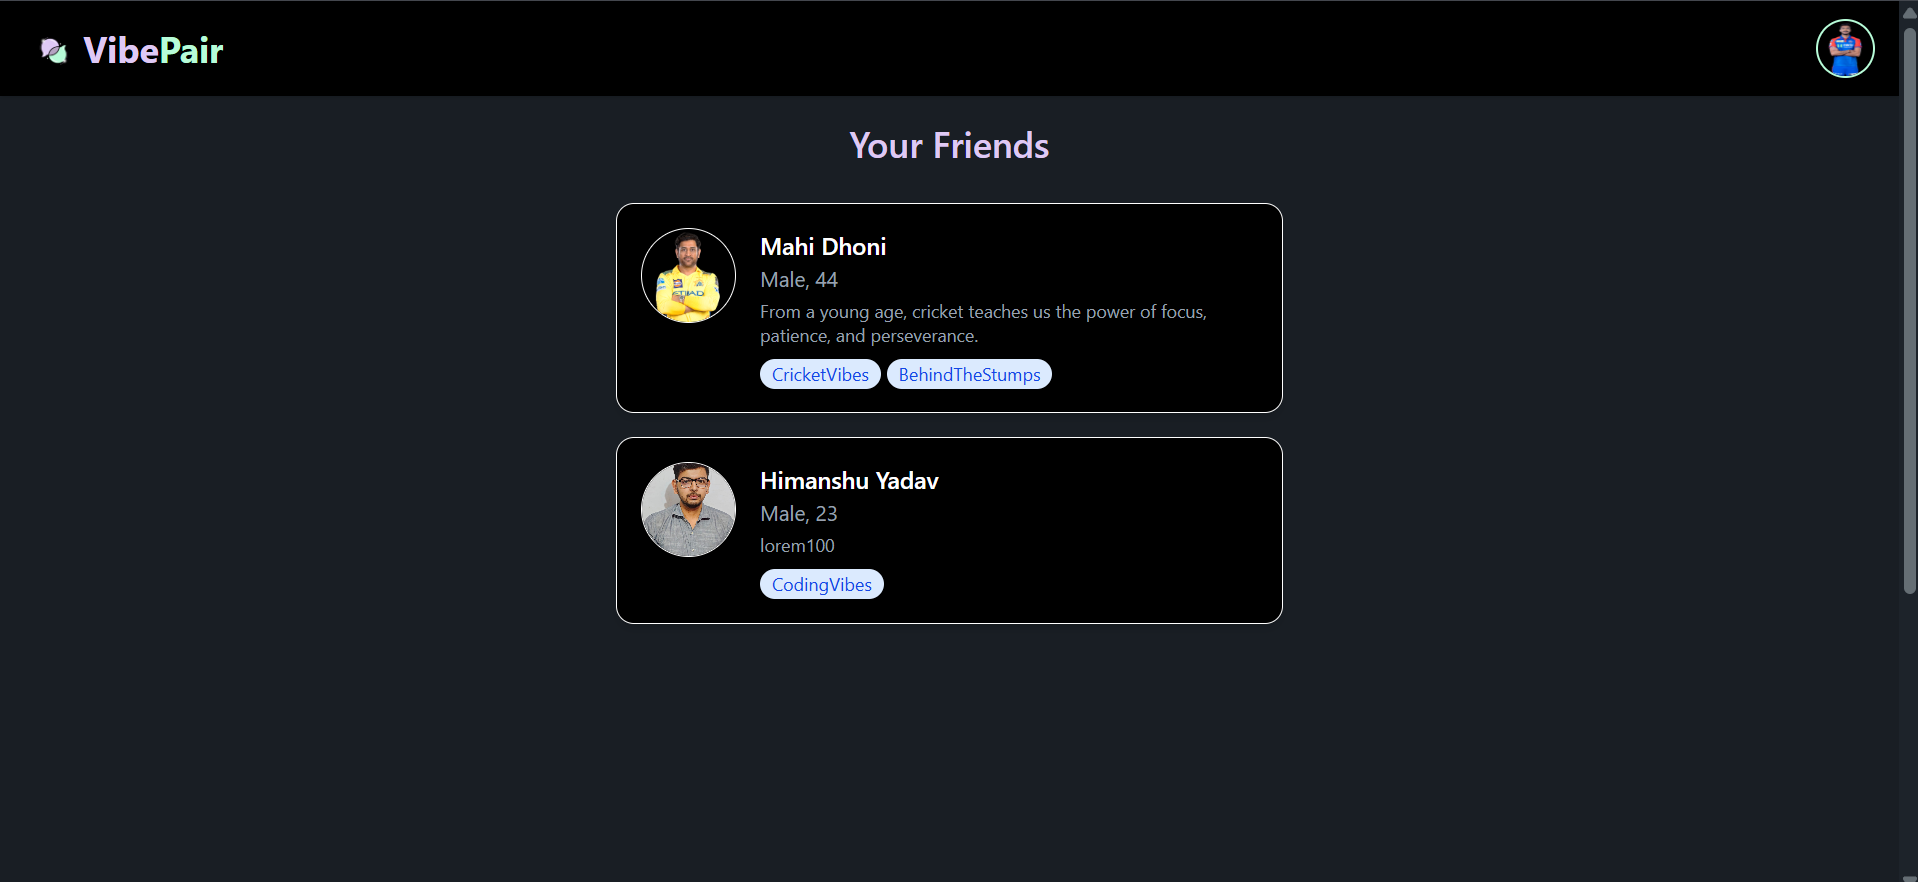 VibePair
Your Friends
Mahi Dhoni
Male, 44
From a young age, cricket teaches us the power of focus,
patience, and perseverance.
CricketVibes BehindTheStumps
Himanshu Yadav
Male, 23
lorem100
CodingVibes